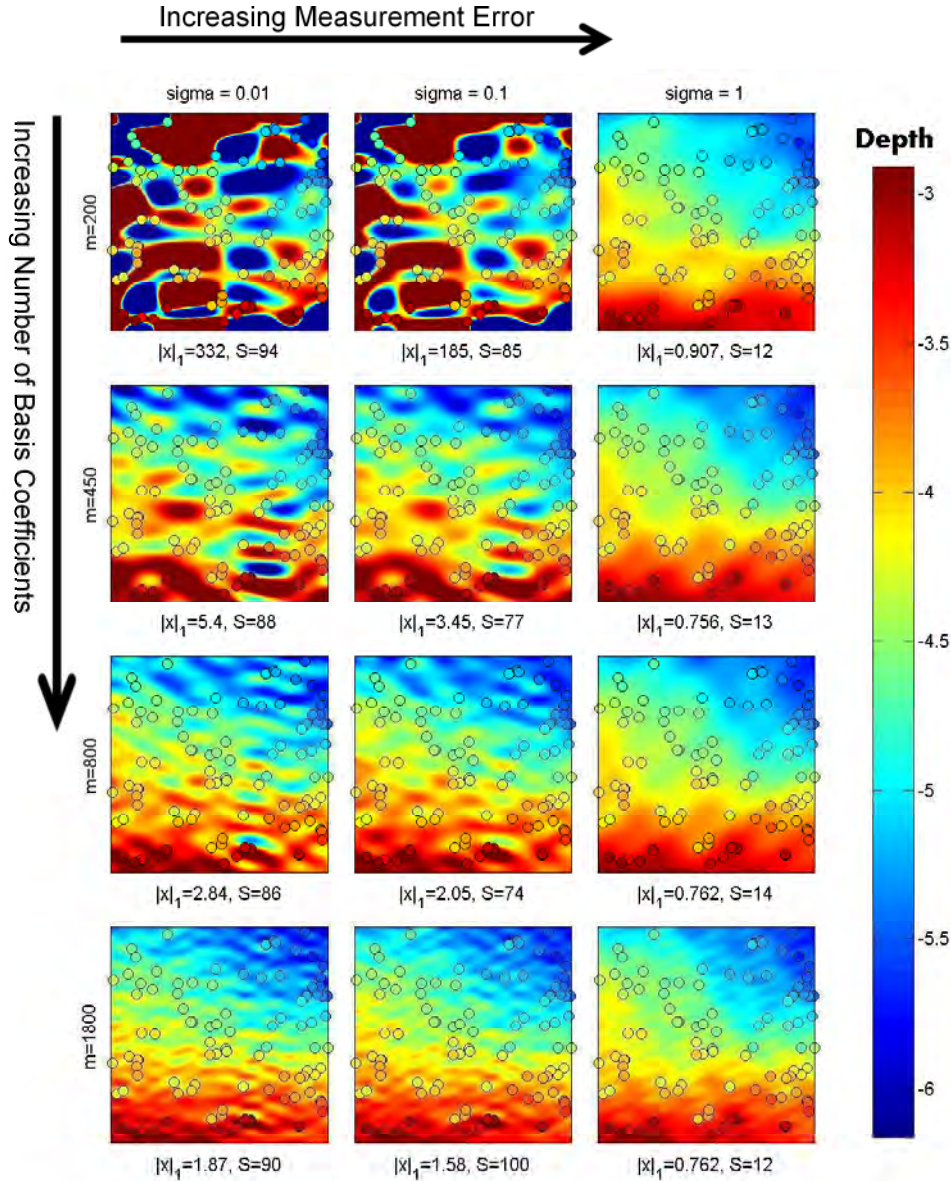 Increasing Measurement Error
sigma = 0.01
sigma = 0.1
sigma = 1
Increasing Number of Basis Coefficients
Depth
m=200
|x|1=332, S=94
|x|1=185, S=85
|x|1=0.907, S=12
m=450
|x|1=5.4, S=88
|x|1=3.45, S=77
|x|1=0.756, S=13
m=800
|x|1=2.84, S=86
|x|1=2.05, S=74
|x|1=0.762, S=14
m=1800
|x|1=1.87, S=90
|x|1=1.58, S=100
|x|1=0.762, S=12
-3
-3.5
-4
-4.5
-5
-5.5
-6